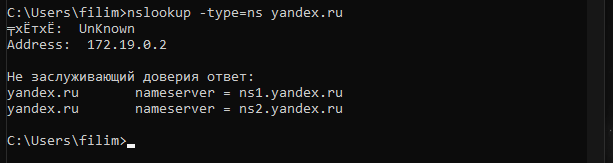 C:\Users\filim>nslookup -type=ns yandex.ru
╤хЁтхЁ:  UnKnown
Address:  172.19.0.2

Не заслуживающий доверия ответ:
yandex.ru       nameserver = ns1.yandex.ru
yandex.ru       nameserver = ns2.yandex.ru

C:\Users\filim>